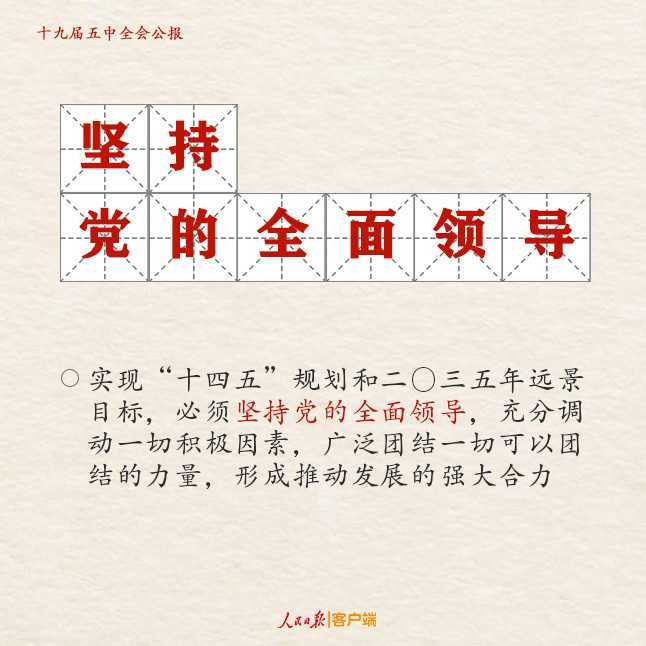 十九届五中全会公报
坚持
党的全面领导
○ 实现“十四五”规划和二〇三五年远景
目标，必须坚持党的全面领导，充分调
动一切积极因素，广泛团结一切可以团
结的力量，形成推动发展的强大合力
人民日报|客户端